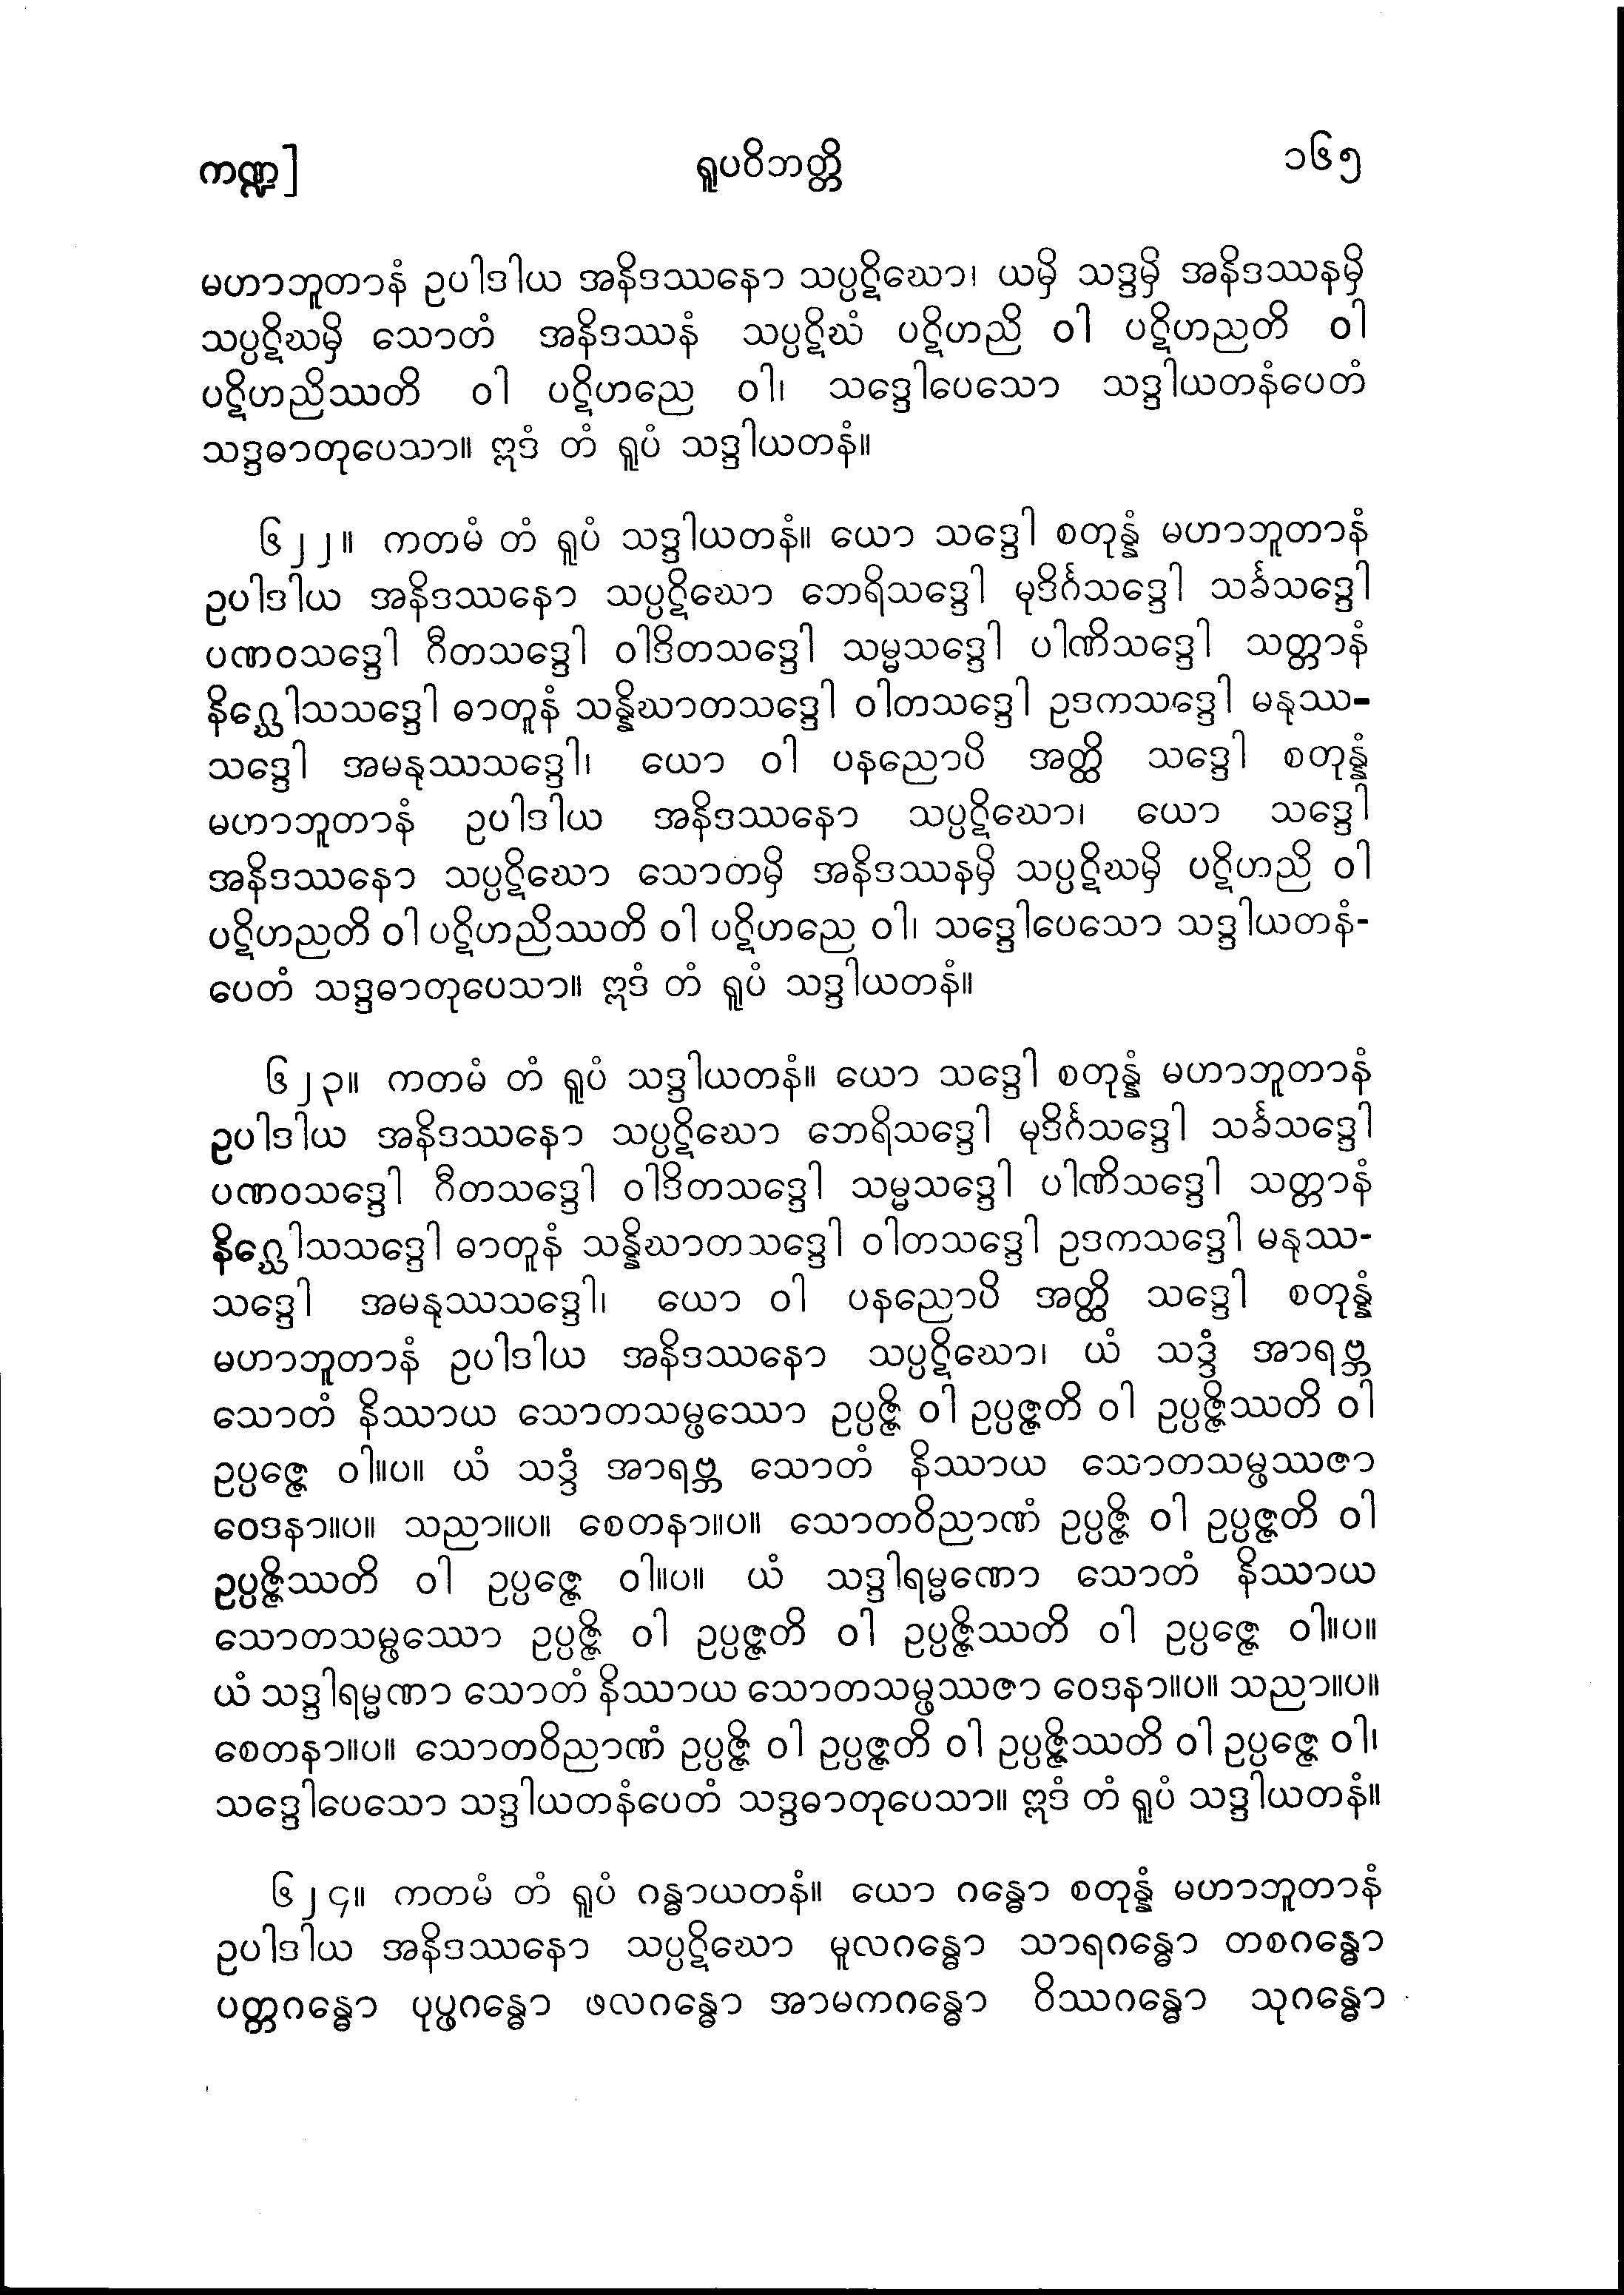 ကဏ္ဍ] ရူပဝိဘတ္တိ ၁၆၅
မဟာဘူတာနံ ဥပါဒါယ အနိဒဿနော သပ္ပဋိဃော၊ ယမှိ သဒ္ဒမှိ အနိဒဿနမှိ
သပ္ပဋိဃမှိ သောတံ အနိဒဿနံ သပ္ပဋိဃံ ပဋိဟညိ ဝါ ပဋိဟညတိ ဝါ
ပဋိဟညိဿတိ ဝါ ပဋိဟညေ ဝါ၊ သဒ္ဒေါပေသော သဒ္ဒါယတနံပေတံ
သဒ္ဒဓာတုပေသာ။ ဣဒံ တံ ရူပံ သဒ္ဒါယတနံ။
၆၂၂။ ကတမံ တံ ရူပံ သဒ္ဒါယတနံ။ ယော သဒ္ဒေါ စတုန္နံ မဟာဘူတာနံ
ဥပါဒါယ အနိဒဿနော သပ္ပဋိဃော ဘေရိသဒ္ဒေါ မုဒိင်္ဂသဒ္ဒေါ သင်္ခသဒ္ဒေါ
ပဏဝသဒ္ဒေါ ဂီတသဒ္ဒေါ ဝါဒိတသဒ္ဒေါ သမ္မသဒ္ဒေါ ပါဏိသဒ္ဒေါ သတ္တာနံ
နိဂ္ဃေါသသဒ္ဒေါ ဓာတူနံ သန္နိဃာတသဒ္ဒေါ ဝါတသဒ္ဒေါ ဥဒကသဒ္ဒေါ မနုဿ-
သဒ္ဒေါ အမနုဿသဒ္ဒေါ၊ ယော ဝါ ပနညောပိ အတ္ထိ သဒ္ဒေါ စတုန္နံ
မဟာဘူတာနံ ဥပါဒါယ အနိဒဿနော သပ္ပဋိဃော၊ ယော သဒ္ဒေါ
အနိဒဿနော သပ္ပဋိဃော သောတမှိ အနိဒဿနမှိ သပ္ပဋိဃမှိ ပဋိဟညိ ဝါ
ပဋိဟညတိ ဝါ ပဋိဟညိဿတိ ဝါ ပဋိဟညေ ဝါ၊ သဒ္ဒေါပေသော သဒ္ဒါယတနံ-
ပေတံ သဒ္ဒဓာတုပေသာ။ ဣဒံ တံ ရူပံ သဒ္ဒါယတနံ။
၆၂၃။ ကတမံ တံ ရူပံ သဒ္ဒါယတနံ။ ယော သဒ္ဒေါ စတုန္နံ မဟာဘူတာနံ
ဥပါဒါယ အနိဒဿနော သပ္ပဋိဃော ဘေရိသဒ္ဒေါ မုဒိင်္ဂသဒ္ဒေါ သင်္ခသဒ္ဒေါ
ပဏဝသဒ္ဒေါ ဂီတသဒ္ဒေါ ဝါဒိတသဒ္ဒေါ သမ္မသဒ္ဒေါ ပါဏိသဒ္ဒေါ သတ္တာနံ
နိဂ္ဃေါသသဒ္ဒေါ ဓာတူနံ သန္နိဃာတသဒ္ဒေါ ဝါတသဒ္ဒေါ ဥဒကသဒ္ဒေါ မနုဿ-
သဒ္ဒေါ အမနုဿသဒ္ဒေါ၊ ယော ဝါ ပနညောပိ အတ္ထိ သဒ္ဒေါ စတုန္နံ
မဟာဘူတာနံ ဥပါဒါယ အနိဒဿနော သပ္ပဋိဃော၊ ယံ သဒ္ဒံ အာရဗ္ဘ
သောတံ နိဿာယ သောတသမ္ဖဿော ဥပ္ပဇ္ဇိ ဝါ ဥပ္ပဇ္ဇတိ ဝါ ဥပ္ပဇ္ဇိဿတိ ဝါ
ဥပ္ပဇ္ဇေ ဝါ။ပ။ ယံ သဒ္ဒံ အာရဗ္ဘ သောတံ နိဿာယ သောတသမ္ဖဿဇာ
ဝေဒနာ။ပ။ သညာ။ပ။ စေတနာ။ပ။ သောတဝိညာဏံ ဥပ္ပဇ္ဇိ ဝါ ဥပ္ပဇ္ဇတိ ဝါ
ဥပ္ပဇ္ဇိဿတိ ဝါ ဥပ္ပဇ္ဇေ ဝါ။ပ။ ယံ သဒ္ဒါရမ္မဏော သောတံ နိဿာယ
သောတသမ္ဖဿော ဥပ္ပဇ္ဇိ ဝါ ဥပ္ပဇ္ဇတိ ဝါ ဥပ္ပဇ္ဇိဿတိ ဝါ ဥပ္ပဇ္ဇေ ဝါ။ပ။
ယံ သဒ္ဒါရမ္မဏာ သောတံ နိဿာယ သောတသမ္ဖဿဇာ ဝေဒနာ။ပ။ သညာ။ပ။
စေတနာ။ပ။ သောတဝိညာဏံ ဥပ္ပဇ္ဇိ ဝါ ဥပ္ပဇ္ဇတိ ဝါ ဥပ္ပဇ္ဇိဿတိ ဝါ ဥပ္ပဇ္ဇေ ဝါ၊
သဒ္ဒေါပေသော သဒ္ဒါယတနံပေတံ သဒ္ဒဓာတုပေသာ။ ဣဒံ တံ ရူပံ သဒ္ဒါယတနံ။
၆၂၄။ ကတမံ တံ ရူပံ ဂန္ဓာယတနံ။ ယော ဂန္ဓော စတုန္နံ မဟာဘူတာနံ
ဥပါဒါယ အနိဒဿနော သပ္ပဋိဃော မူလဂန္ဓော သာရဂန္ဓော တစဂန္ဓော
ပတ္တဂန္ဓော ပုပ္ဖဂန္ဓော ဖလဂန္ဓော အာမကဂန္ဓော ဝိဿဂန္ဓော သုဂန္ဓော